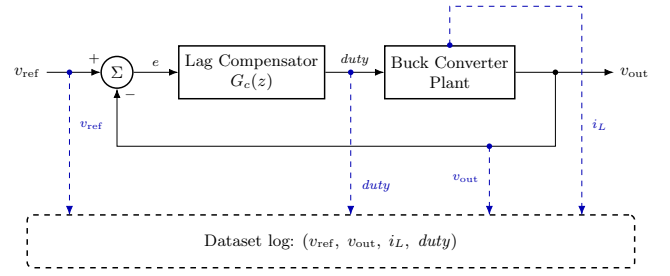 v_ref
+
Σ
−
e
Lag Compensator
G_c(z)
duty
Buck Converter
Plant
v_out
v_ref
duty
v_out
i_L
Dataset log: (v_ref, v_out, i_L, duty)